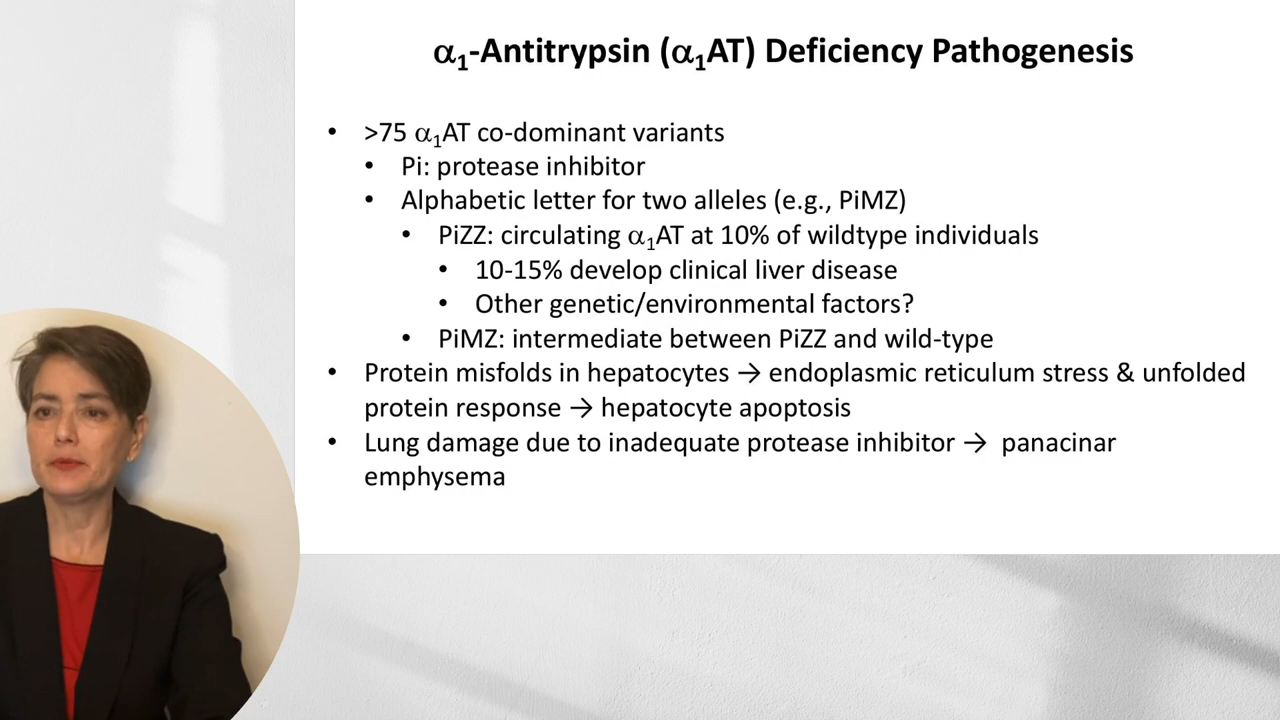 α₁-Antitrypsin (α₁AT) Deficiency Pathogenesis
• >75 α₁AT co-dominant variants
• Pi: protease inhibitor
• Alphabetic letter for two alleles (e.g., PiMZ)
• PiZZ: circulating α₁AT at 10% of wildtype individuals
• 10-15% develop clinical liver disease
• Other genetic/environmental factors?
• PiMZ: intermediate between PiZZ and wild-type
• Protein misfolds in hepatocytes → endoplasmic reticulum stress & unfolded
protein response → hepatocyte apoptosis
• Lung damage due to inadequate protease inhibitor → panacinar
emphysema